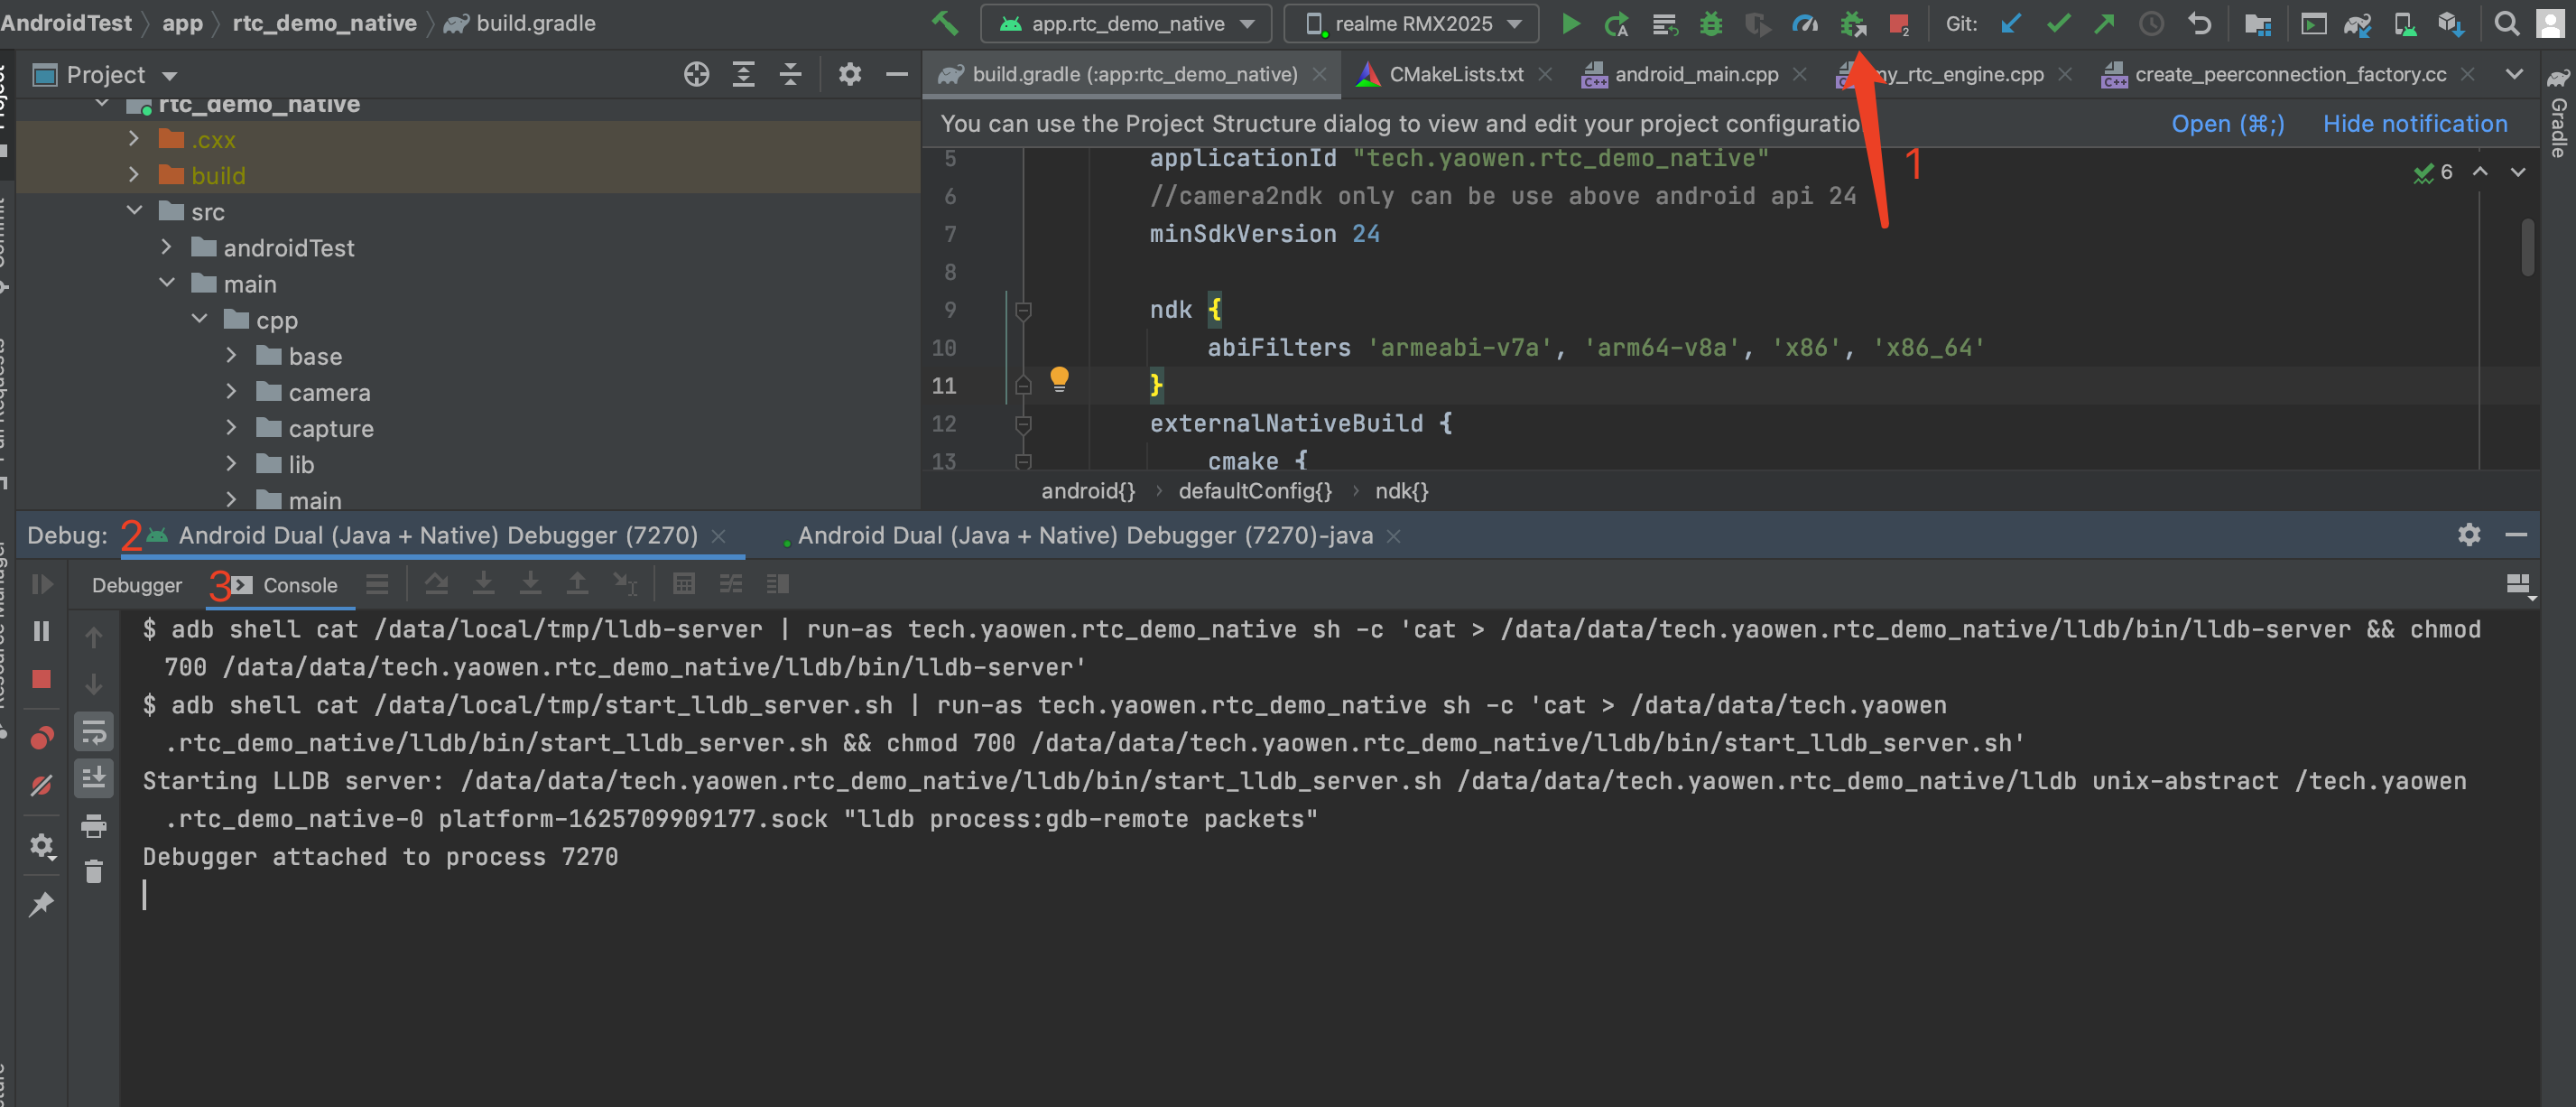 AndroidTest app rtc_demo_native build.gradle
app.rtc_demo_native
realme RMX2025
2
Git:
Project
build.gradle (:app:rtc_demo_native)
CMakeLists.txt
android_main.cpp
my_rtc_engine.cpp
create_peerconnection_factory.cc
Gradle
Project
Commit
Pull Requests
Resource Manager
You can use the Project Structure dialog to view and edit your project configuratio
Open (⌘;)
Hide notification
1
6
rtc_demo_native
.cxx
build
src
androidTest
main
cpp
base
camera
capture
lib
main
5 applicationId "tech.yaowen.rtc_demo_native"
6 //camera2ndk only can be use above android api 24
7 minSdkVersion 24
8
9 ndk {
10 abiFilters 'armeabi-v7a', 'arm64-v8a', 'x86', 'x86_64'
11 }
12 externalNativeBuild {
13 cmake {
android{} › defaultConfig{} › ndk{}
Debug: 2 Android Dual (Java + Native) Debugger (7270) Android Dual (Java + Native) Debugger (7270)-java
Debugger 3 Console
$ adb shell cat /data/local/tmp/lldb-server | run-as tech.yaowen.rtc_demo_native sh -c 'cat > /data/data/tech.yaowen.rtc_demo_native/lldb/bin/lldb-server && chmod
700 /data/data/tech.yaowen.rtc_demo_native/lldb/bin/lldb-server'
$ adb shell cat /data/local/tmp/start_lldb_server.sh | run-as tech.yaowen.rtc_demo_native sh -c 'cat > /data/data/tech.yaowen
.rtc_demo_native/lldb/bin/start_lldb_server.sh && chmod 700 /data/data/tech.yaowen.rtc_demo_native/lldb/bin/start_lldb_server.sh'
Starting LLDB server: /data/data/tech.yaowen.rtc_demo_native/lldb/bin/start_lldb_server.sh /data/data/tech.yaowen.rtc_demo_native/lldb unix-abstract /tech.yaowen
.rtc_demo_native-0 platform-1625709909177.sock "lldb process:gdb-remote packets"
Debugger attached to process 7270